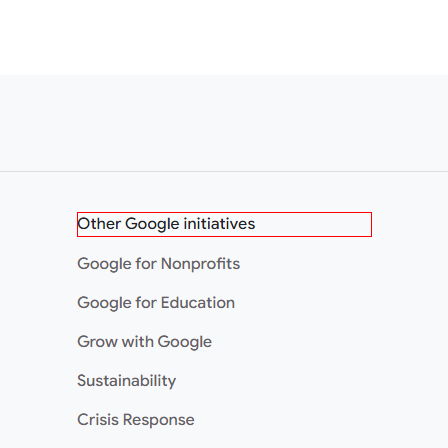 Other Google initiatives
Google for Nonprofits
Google for Education
Grow with Google
Sustainability
Crisis Response